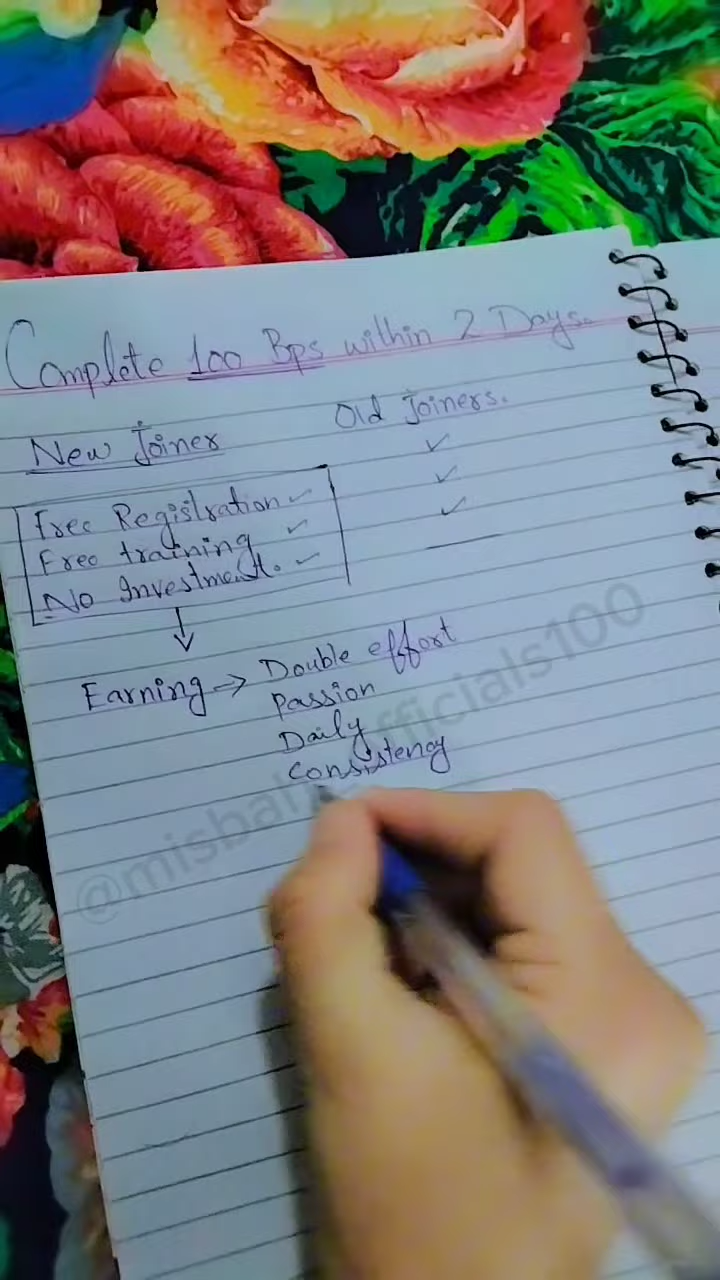 Complete 100 Bps within 2 Days.
New Joiner
Old Joiners.
Free Registration ✓ ✓
Free training ✓ ✓
No Investment. ✓ ✓
Earning → Double effort
Passion
Daily
Consistency